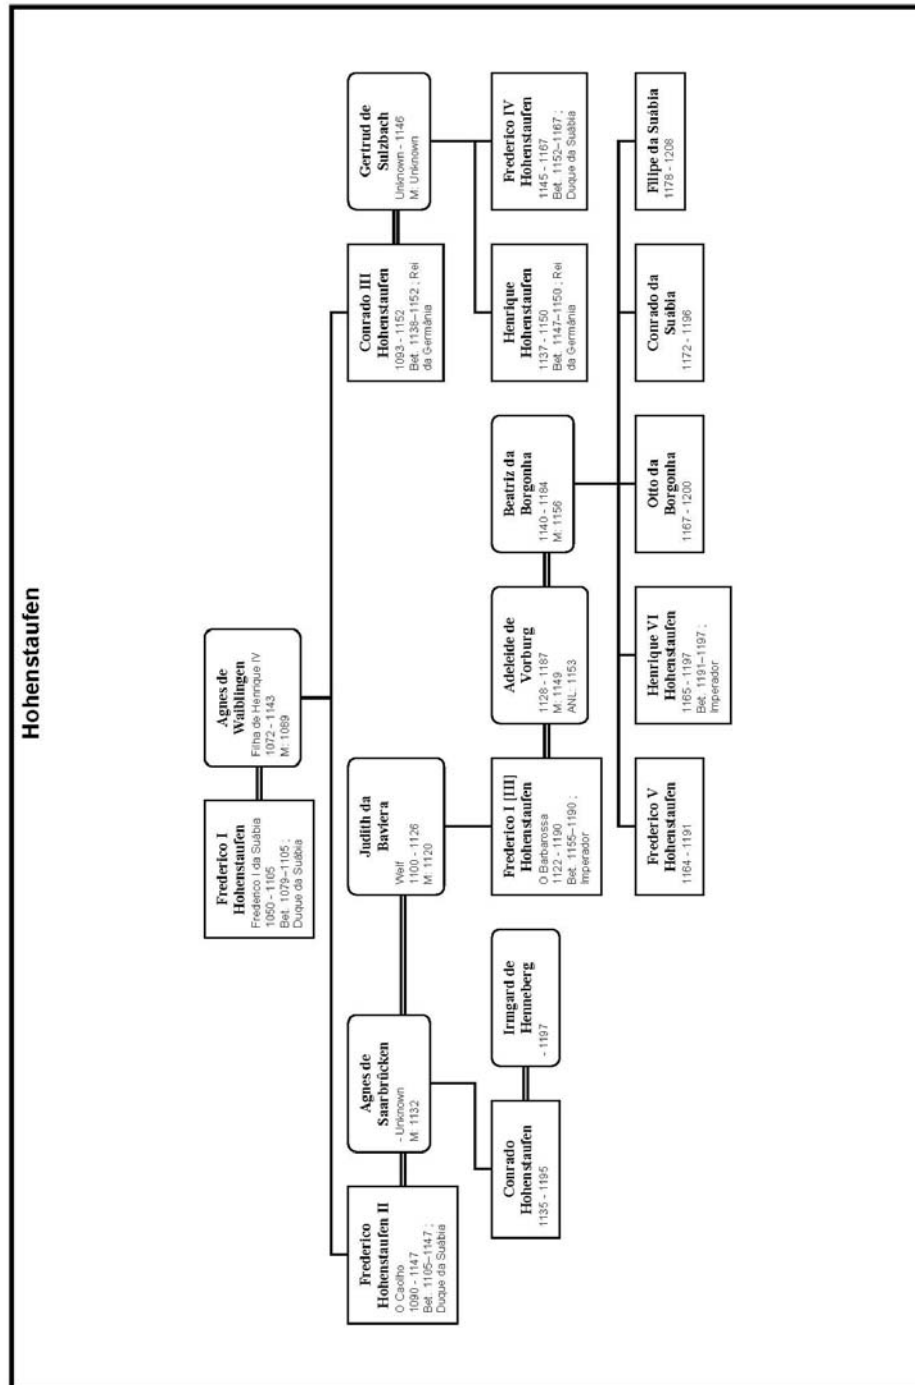 Hohenstaufen
Frederico I
Hohenstaufen
Frederico I da Suábia
1050 - 1105
Bet. 1079–1105 ;
Duque da Suábia
Agnes de
Waiblingen
Filha de Henrique IV
1072 - 1143
M: 1089
Frederico
Hohenstaufen II
O Caolho
1090 - 1147
Bet. 1105–1147 ;
Duque da Suábia
Agnes de
Saarbrücken
- Unknown
M: 1132
Judith da
Baviera
Welf
1100 - 1126
M: 1120
Conrado III
Hohenstaufen
1093 - 1152
Bet. 1138–1152 ; Rei
da Germânia
Gertrud de
Sulzbach
Unknown - 1146
M: Unknown
Conrado
Hohenstaufen
1135 - 1195
Irmgard de
Henneberg
- 1197
Frederico I [III]
Hohenstaufen
O Barbarossa
1122 - 1190
Bet. 1155–1190 ;
Imperador
Adeleide de
Vorburg
1128 - 1187
M: 1149
ANL: 1153
Beatriz da
Borgonha
1140 - 1184
M: 1156
Henrique
Hohenstaufen
1137 - 1150
Bet. 1147–1150 ; Rei
da Germânia
Frederico IV
Hohenstaufen
1145 - 1167
Bet. 1152–1167 ;
Duque da Suábia
Frederico V
Hohenstaufen
1164 - 1191
Henrique VI
Hohenstaufen
1165 - 1197
Bet. 1191–1197 ;
Imperador
Otto da
Borgonha
1167 - 1200
Conrado da
Suábia
1172 - 1196
Filipe da Suábia
1178 - 1208